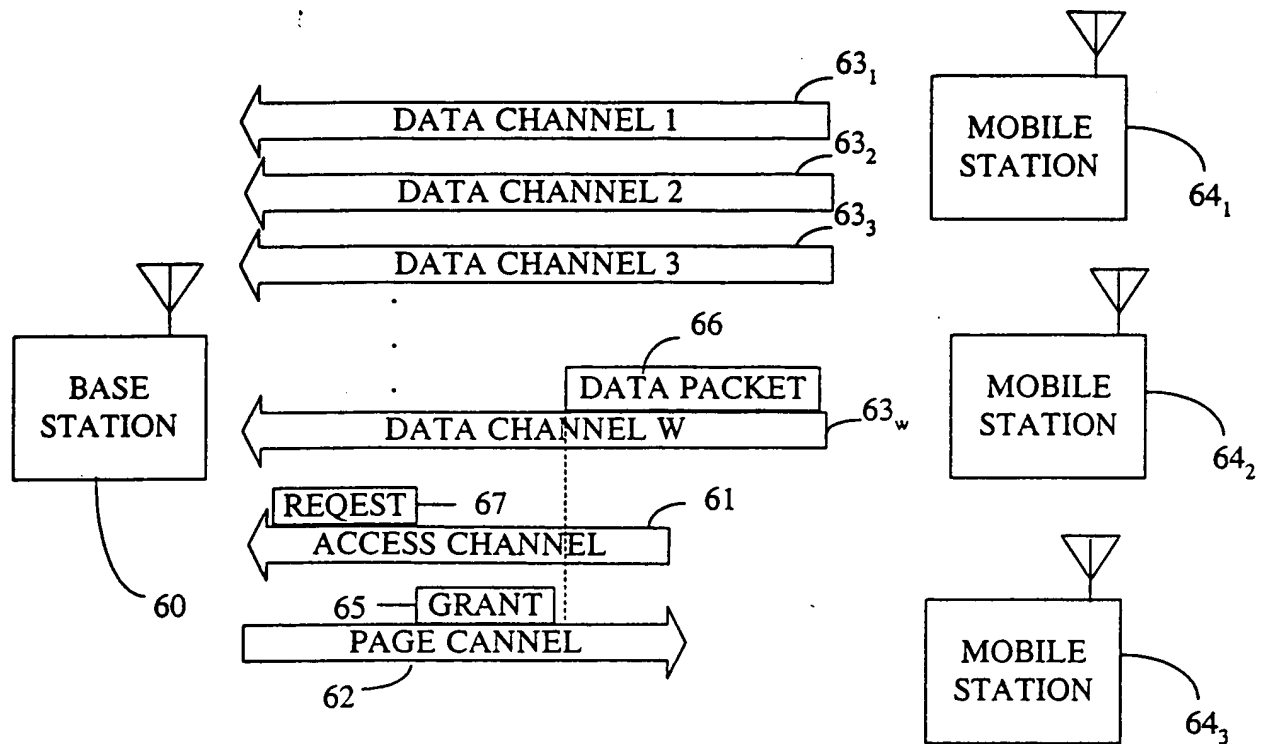 63₁
DATA CHANNEL 1
MOBILE
STATION
64₁
63₂
DATA CHANNEL 2
63₃
DATA CHANNEL 3
BASE
STATION
60
66
DATA PACKET
DATA CHANNEL W
63w
MOBILE
STATION
64₂
REQEST
67
61
ACCESS CHANNEL
65
GRANT
PAGE CANNEL
62
MOBILE
STATION
64₃